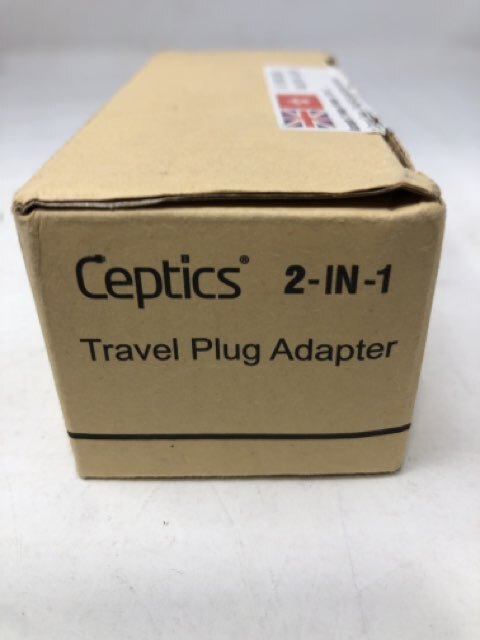 Ceptics® 2-IN-1
Travel Plug Adapter